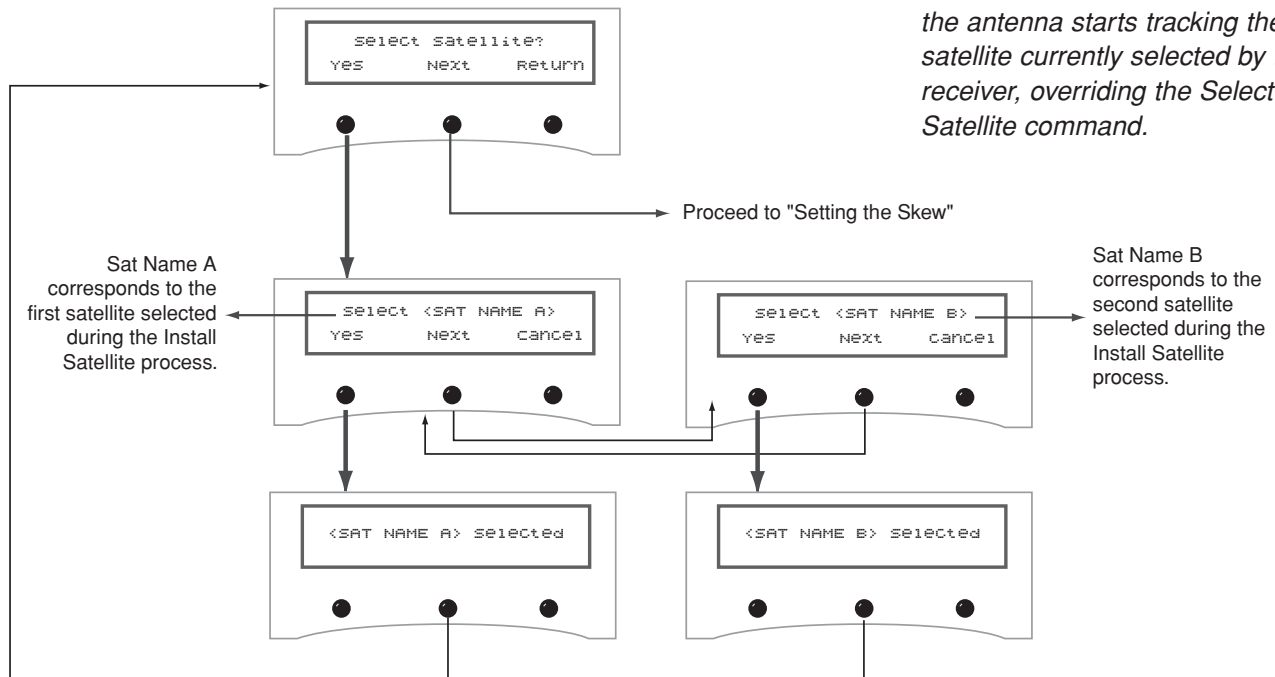 the antenna starts tracking the
satellite currently selected by
receiver, overriding the Select
Satellite command.
Select Satellite?
Yes Next Return
Proceed to "Setting the Skew"
Sat Name A
corresponds to the
first satellite selected
during the Install
Satellite process.
Select <SAT NAME A>
Yes Next Cancel
Select <SAT NAME B>
Yes Next Cancel
Sat Name B
corresponds to the
second satellite
selected during the
Install Satellite
process.
<SAT NAME A> Selected
<SAT NAME B> Selected